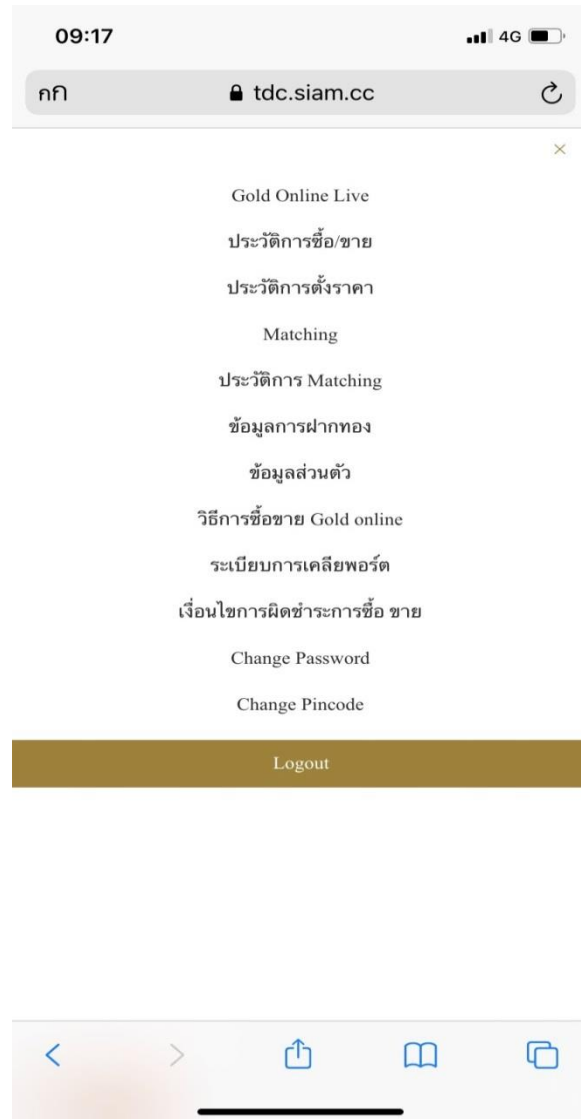 09:17
4G
กกิ
tdc.siam.cc
×
Gold Online Live
ประวัติการซื้อ/ขาย
ประวัติการตั้งราคา
Matching
ประวัติการ Matching
ข้อมูลการฝากทอง
ข้อมูลส่วนตัว
วิธีการซื้อขาย Gold online
ระเบียบการเคลียพอร์ต
เงื่อนไขการผิดชำระการซื้อ ขาย
Change Password
Change Pincode
Logout